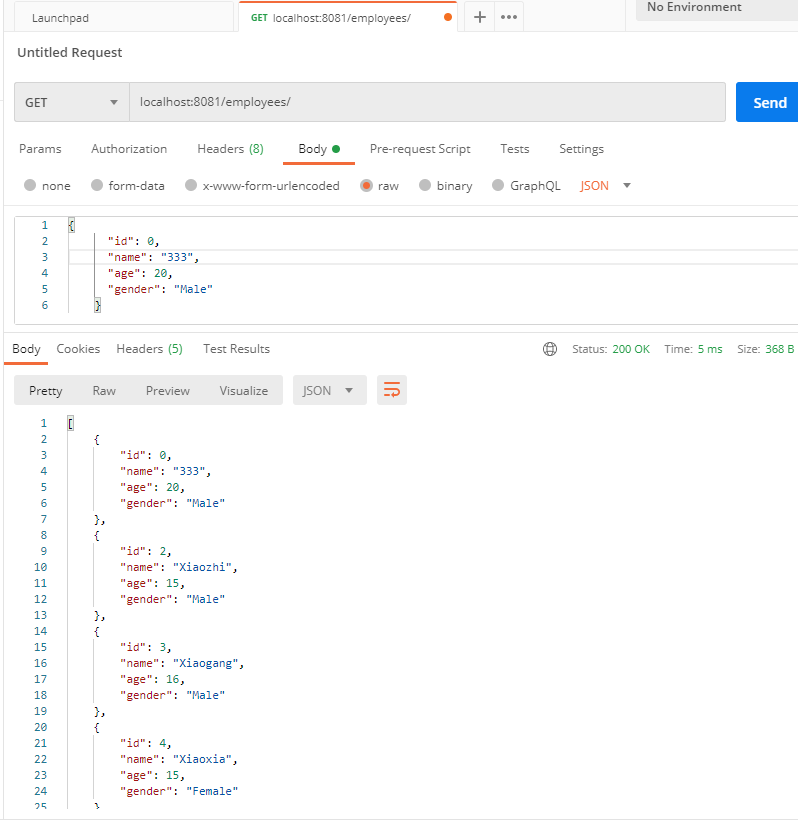 Launchpad
GET localhost:8081/employees/
+ •••
No Environment
Untitled Request
GET
localhost:8081/employees/
Send
Params Authorization Headers (8) Body Pre-request Script Tests Settings
none form-data x-www-form-urlencoded raw binary GraphQL JSON
1 {
2 "id": 0,
3 "name": "333",
4 "age": 20,
5 "gender": "Male"
6 }
Body Cookies Headers (5) Test Results Status: 200 OK Time: 5 ms Size: 368 B
Pretty Raw Preview Visualize JSON
1 [
2 {
3 "id": 0,
4 "name": "333",
5 "age": 20,
6 "gender": "Male"
7 },
8 {
9 "id": 2,
10 "name": "Xiaozhi",
11 "age": 15,
12 "gender": "Male"
13 },
14 {
15 "id": 3,
16 "name": "Xiaogang",
17 "age": 16,
18 "gender": "Male"
19 },
20 {
21 "id": 4,
22 "name": "Xiaoxia",
23 "age": 15,
24 "gender": "Female"
25 }